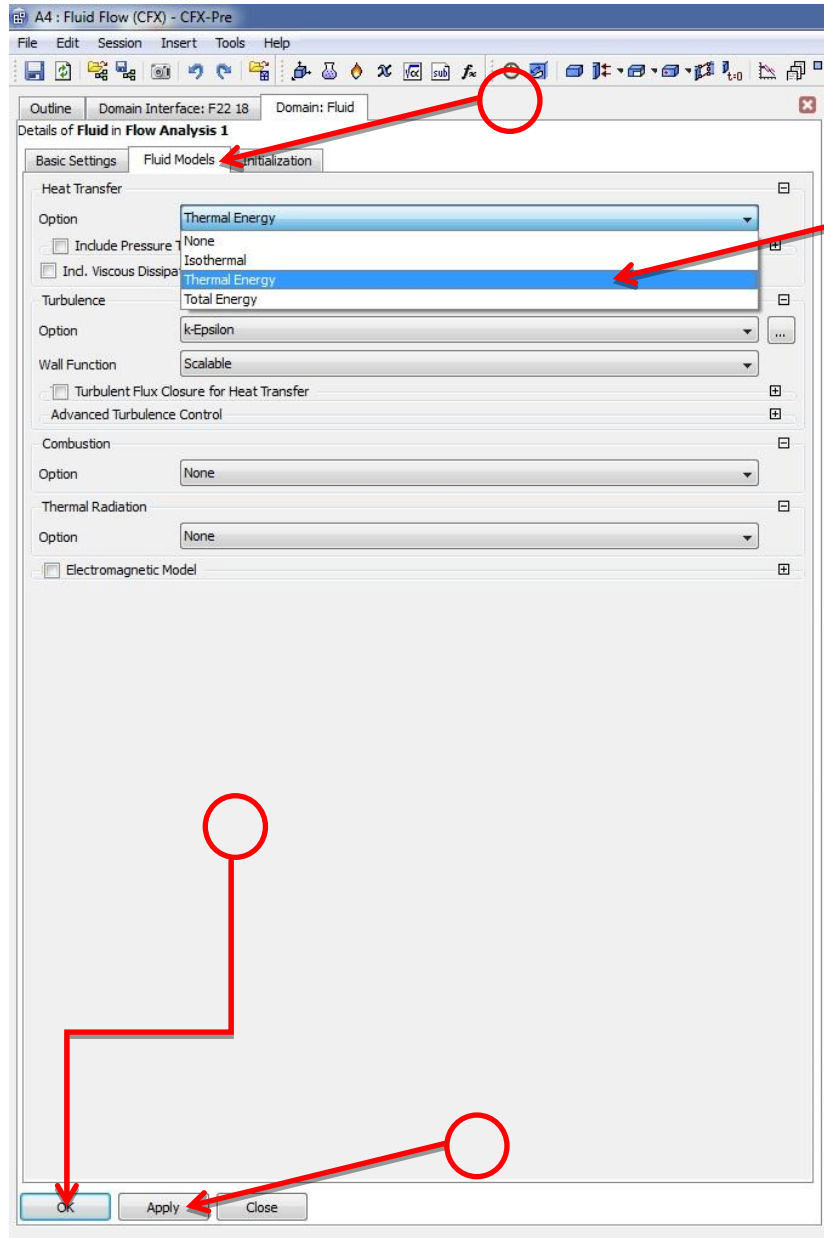 A4 : Fluid Flow (CFX) - CFX-Pre
File Edit Session Insert Tools Help
Outline Domain Interface: F22 18 Domain: Fluid
Details of Fluid in Flow Analysis 1
Basic Settings Fluid Models Initialization
Heat Transfer
Option Thermal Energy
Include Pressure
None
Isothermal
Incl. Viscous
Thermal Energy
Total Energy
Turbulence
Option k-Epsilon
...
Wall Function Scalable
Turbulent Flux Closure for Heat Transfer
Advanced Turbulence Control
Combustion
Option None
Thermal Radiation
Option None
Electromagnetic Model
OK Apply Close